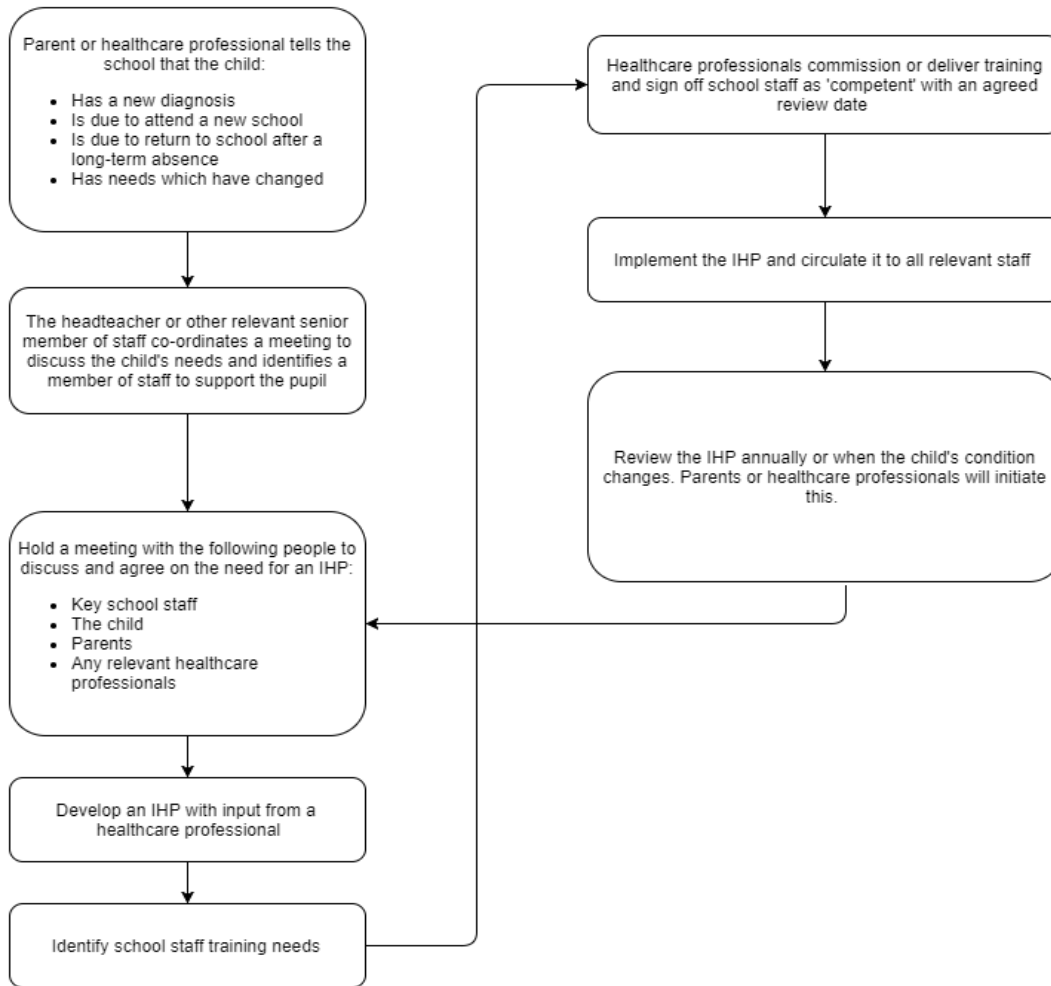 Parent or healthcare professional tells the
school that the child:
• Has a new diagnosis
• Is due to attend a new school
• Is due to return to school after a
long-term absence
• Has needs which have changed
The headteacher or other relevant senior
member of staff co-ordinates a meeting to
discuss the child's needs and identifies a
member of staff to support the pupil
Hold a meeting with the following people to
discuss and agree on the need for an IHP:
• Key school staff
• The child
• Parents
• Any relevant healthcare
professionals
Develop an IHP with input from a
healthcare professional
Identify school staff training needs
Healthcare professionals commission or deliver training
and sign off school staff as 'competent' with an agreed
review date
Implement the IHP and circulate it to all relevant staff
Review the IHP annually or when the child's condition
changes. Parents or healthcare professionals will initiate
this.